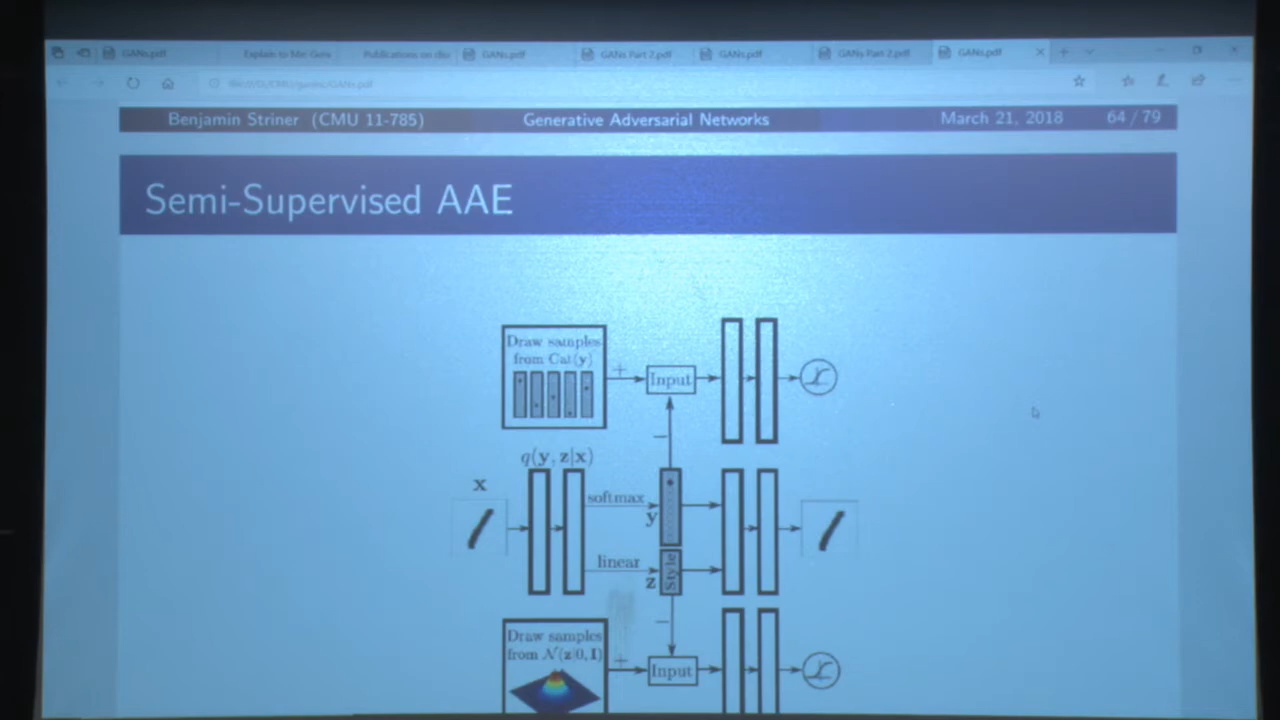 GANs.pdf Explain to Me: Gen Publications on dis GANs.pdf GANs Part 2.pdf GANs.pdf GANs Part 2.pdf GANs.pdf
Benjamin Striner (CMU 11-785) Generative Adversarial Networks March 21, 2018 64 / 79
Semi-Supervised AAE
Draw samples
from Cat(y)
+
Input
−
q(y, z|x)
x
softmax
y
linear
z
Style
−
Draw samples
from N(z|0, I)
+
Input